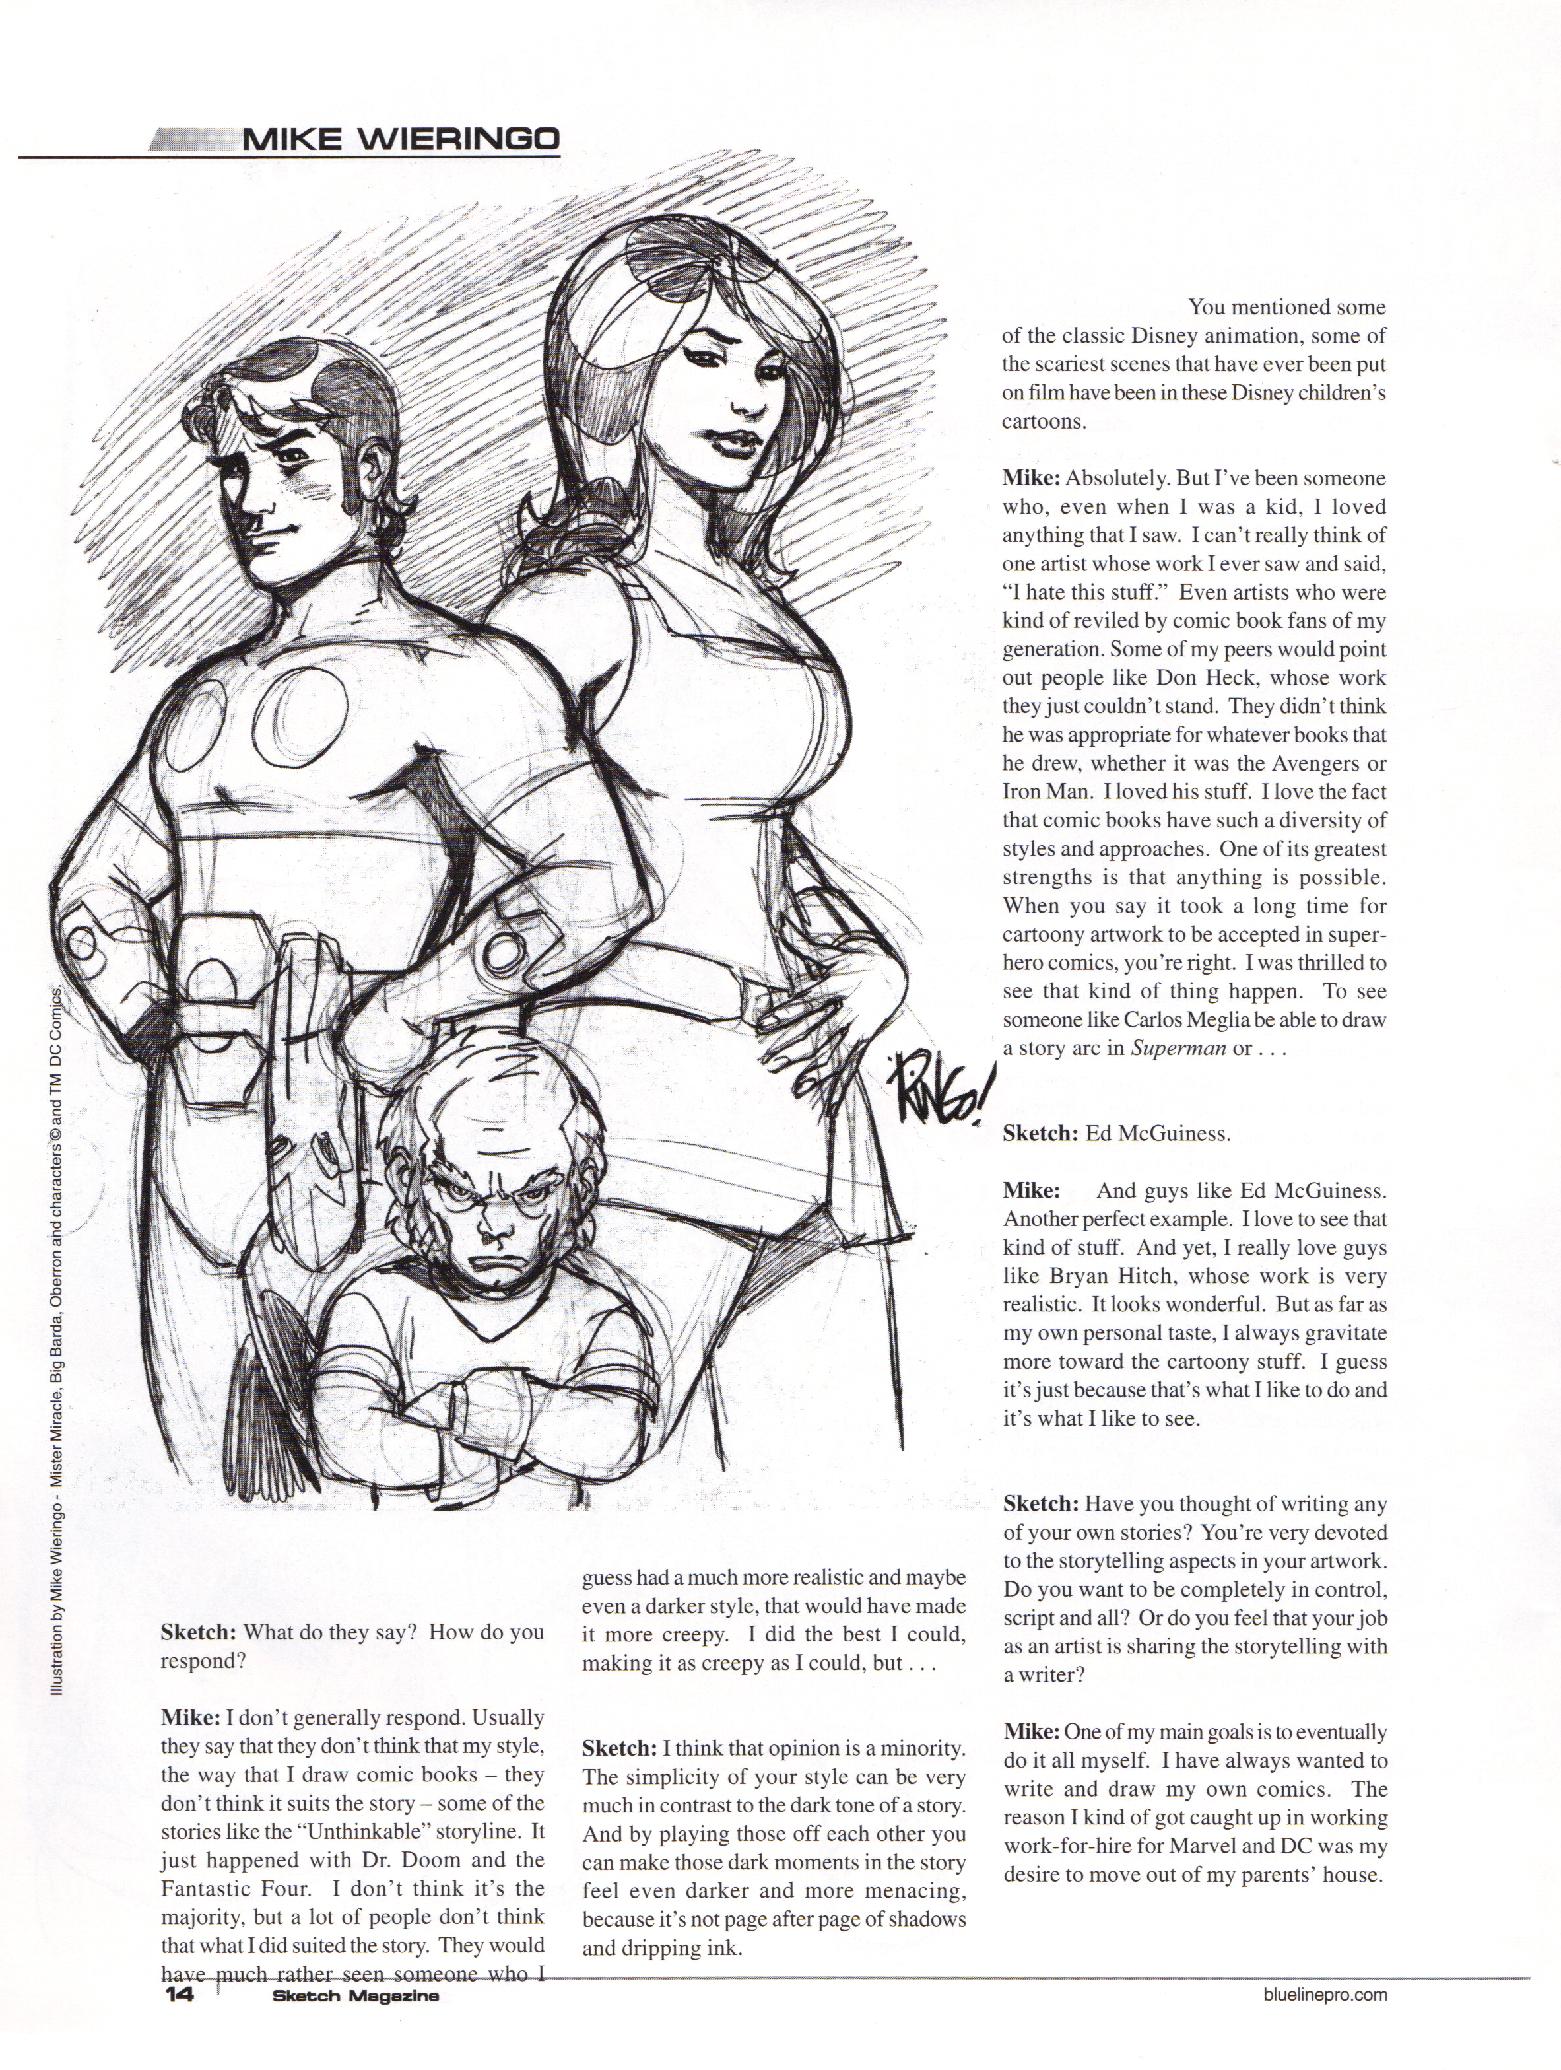 MIKE WIERINGO
Illustration by Mike Wieringo - Mister Miracle, Big Barda, Oberron and characters © and TM DC Comics.
RINGO!
Sketch: What do they say? How do you
respond?
Mike: I don't generally respond. Usually
they say that they don't think that my style,
the way that I draw comic books – they
don't think it suits the story – some of the
stories like the “Unthinkable” storyline. It
just happened with Dr. Doom and the
Fantastic Four. I don't think it's the
majority, but a lot of people don't think
that what I did suited the story. They would
have much rather seen someone who I
guess had a much more realistic and maybe
even a darker style, that would have made
it more creepy. I did the best I could,
making it as creepy as I could, but . . .
Sketch: I think that opinion is a minority.
The simplicity of your style can be very
much in contrast to the dark tone of a story.
And by playing those off each other you
can make those dark moments in the story
feel even darker and more menacing,
because it's not page after page of shadows
and dripping ink.
You mentioned some
of the classic Disney animation, some of
the scariest scenes that have ever been put
on film have been in these Disney children's
cartoons.
Mike: Absolutely. But I've been someone
who, even when I was a kid, I loved
anything that I saw. I can't really think of
one artist whose work I ever saw and said,
“I hate this stuff.” Even artists who were
kind of reviled by comic book fans of my
generation. Some of my peers would point
out people like Don Heck, whose work
they just couldn't stand. They didn't think
he was appropriate for whatever books that
he drew, whether it was the Avengers or
Iron Man. I loved his stuff. I love the fact
that comic books have such a diversity of
styles and approaches. One of its greatest
strengths is that anything is possible.
When you say it took a long time for
cartoony artwork to be accepted in super-
hero comics, you're right. I was thrilled to
see that kind of thing happen. To see
someone like Carlos Meglia be able to draw
a story arc in Superman or . . .
Sketch: Ed McGuiness.
Mike: And guys like Ed McGuiness.
Another perfect example. I love to see that
kind of stuff. And yet, I really love guys
like Bryan Hitch, whose work is very
realistic. It looks wonderful. But as far as
my own personal taste, I always gravitate
more toward the cartoony stuff. I guess
it's just because that's what I like to do and
it's what I like to see.
Sketch: Have you thought of writing any
of your own stories? You're very devoted
to the storytelling aspects in your artwork.
Do you want to be completely in control,
script and all? Or do you feel that your job
as an artist is sharing the storytelling with
a writer?
Mike: One of my main goals is to eventually
do it all myself. I have always wanted to
write and draw my own comics. The
reason I kind of got caught up in working
work-for-hire for Marvel and DC was my
desire to move out of my parents' house.
14 Sketch Magazine
bluelinepro.com